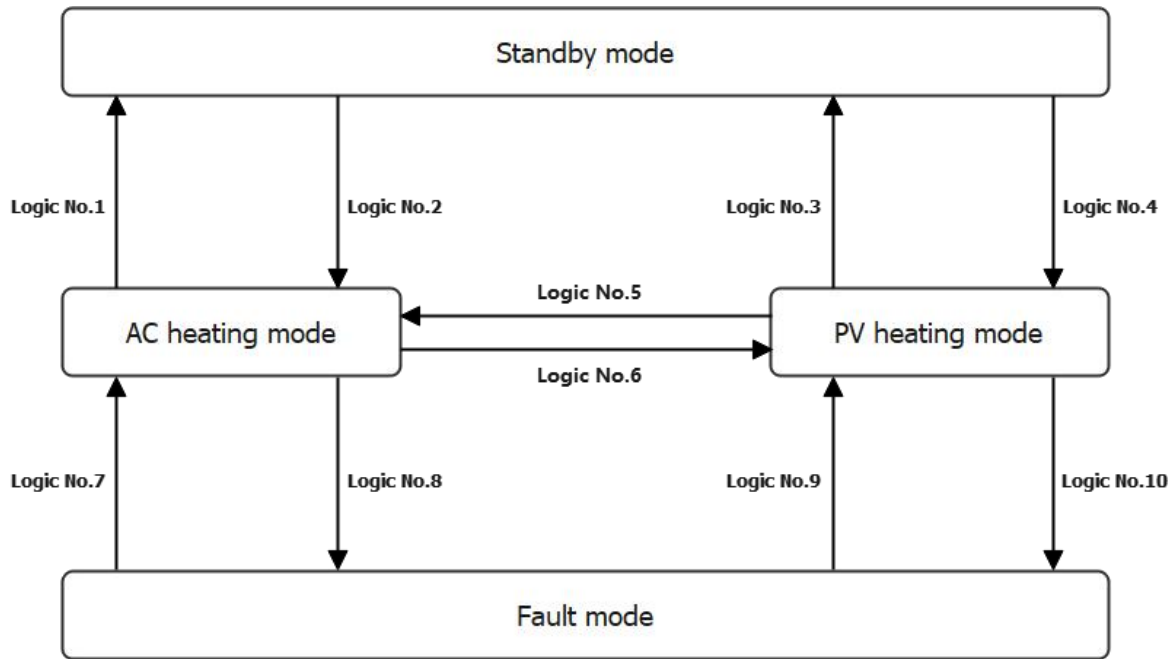 Standby mode
Logic No.1
Logic No.2
Logic No.3
Logic No.4
Logic No.5
AC heating mode
PV heating mode
Logic No.6
Logic No.7
Logic No.8
Logic No.9
Logic No.10
Fault mode